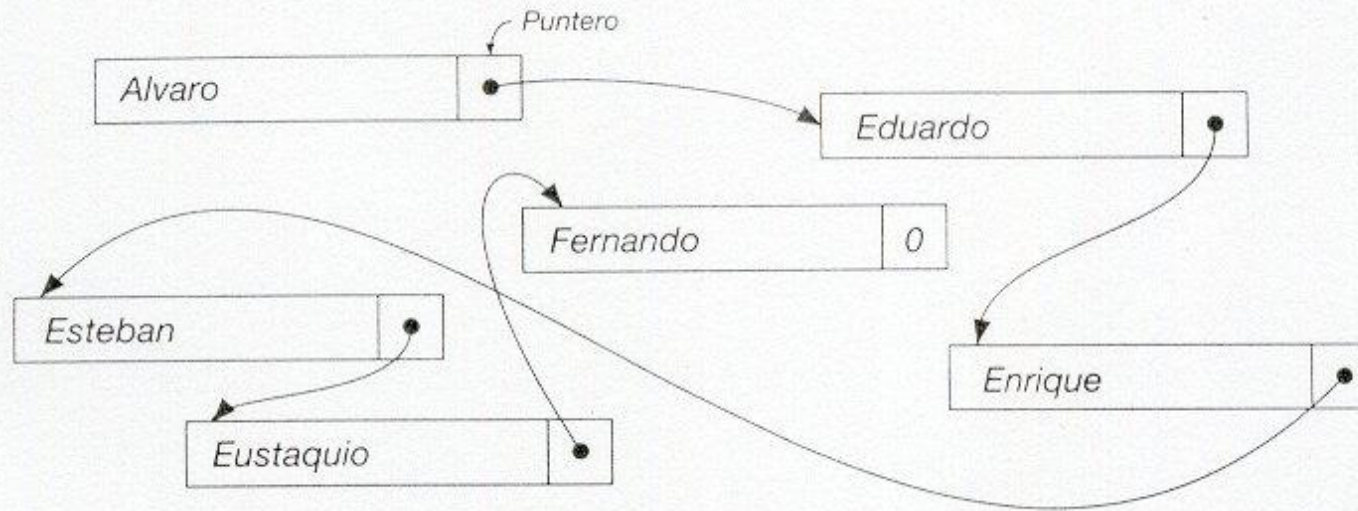 Puntero
Alvaro
Eduardo
Fernando 0
Esteban
Enrique
Eustaquio